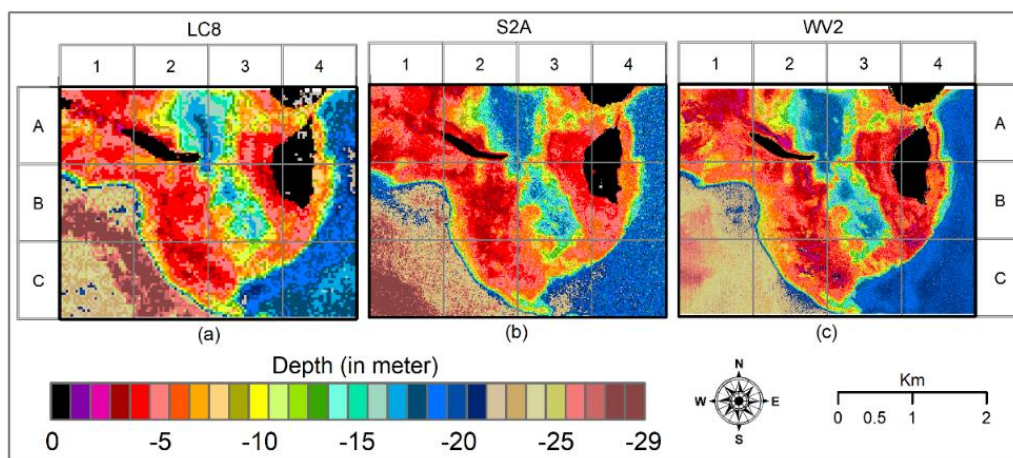 LC8 S2A WV2
1 2 3 4 1 2 3 4 1 2 3 4
A A
B B
C C
(a) (b) (c)
Depth (in meter)
0 -5 -10 -15 -20 -25 -29
N
W E
S
Km
0 0.5 1 2